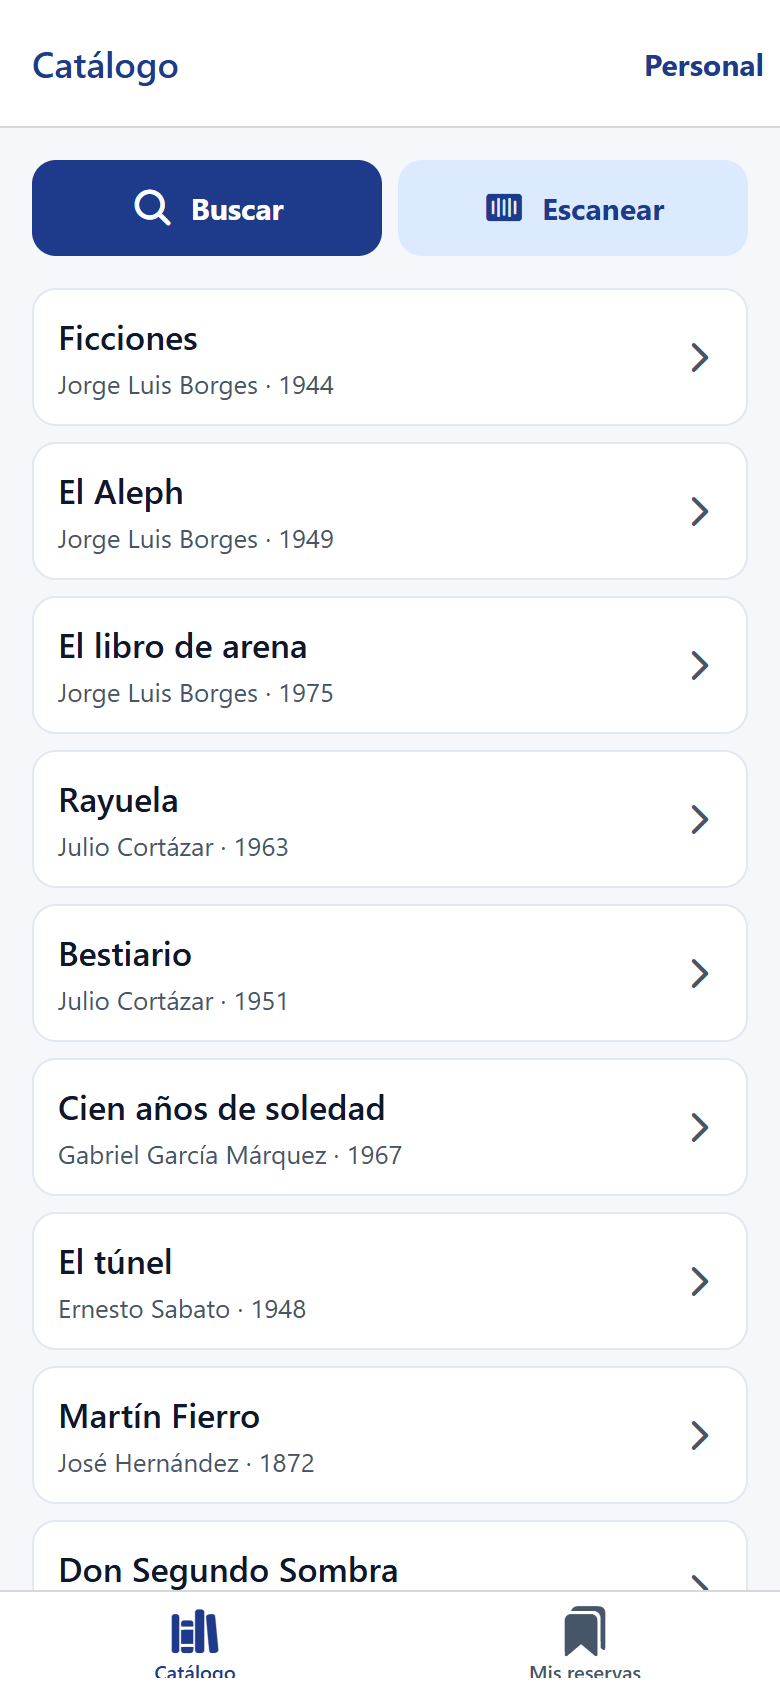 Catálogo
Personal
Buscar
Escanear
Ficciones
Jorge Luis Borges · 1944
El Aleph
Jorge Luis Borges · 1949
El libro de arena
Jorge Luis Borges · 1975
Rayuela
Julio Cortázar · 1963
Bestiario
Julio Cortázar · 1951
Cien años de soledad
Gabriel García Márquez · 1967
El túnel
Ernesto Sabato · 1948
Martín Fierro
José Hernández · 1872
Don Segundo Sombra
Catálogo
Mis reservas